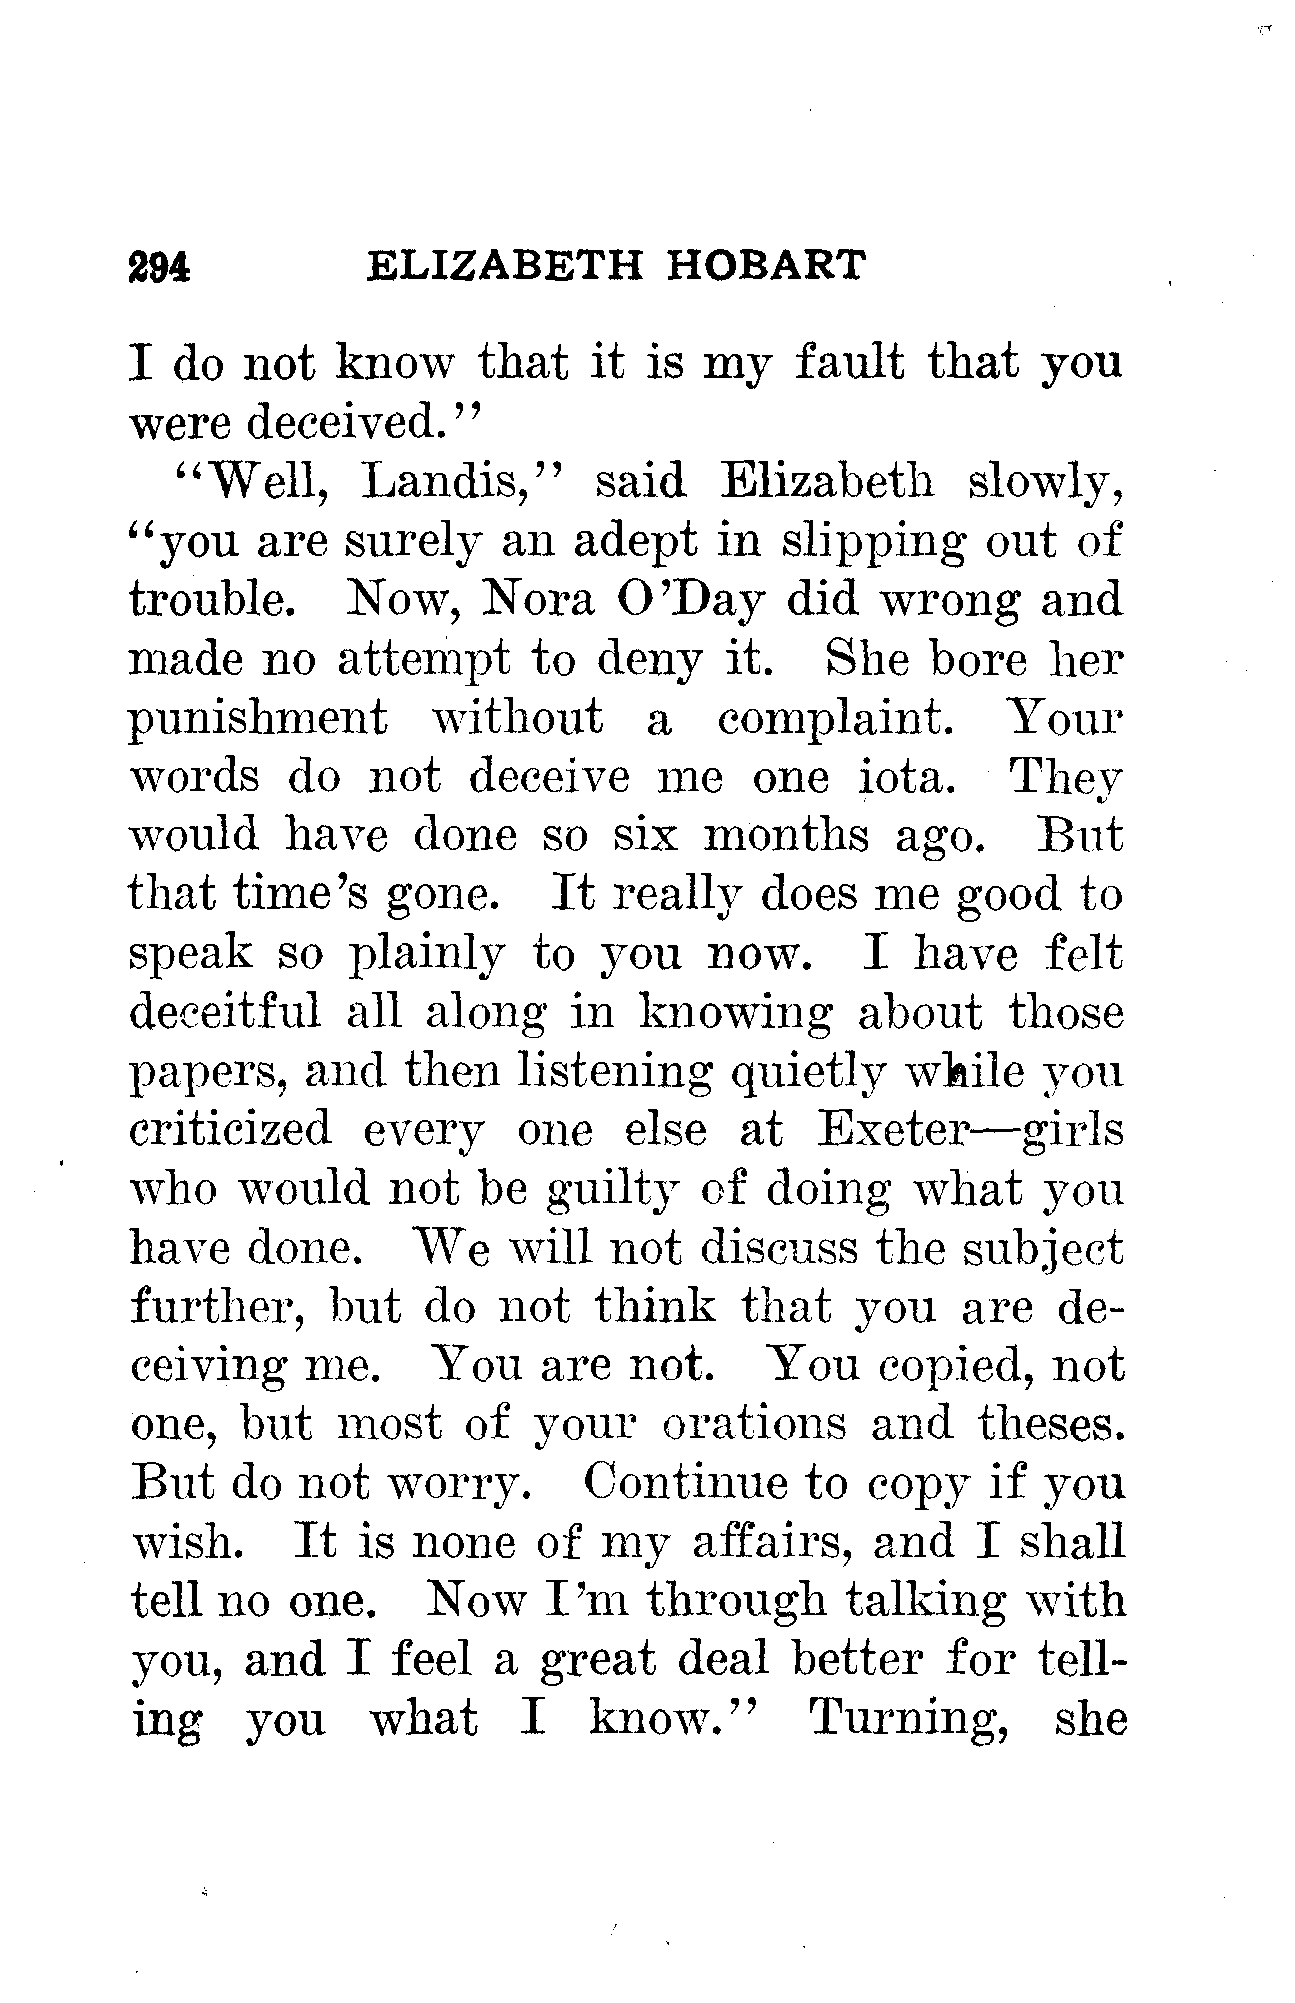 294 ELIZABETH HOBART
I do not know that it is my fault that you
were deceived."
"Well, Landis," said Elizabeth slowly,
"you are surely an adept in slipping out of
trouble. Now, Nora O'Day did wrong and
made no attempt to deny it. She bore her
punishment without a complaint. Your
words do not deceive me one iota. They
would have done so six months ago. But
that time's gone. It really does me good to
speak so plainly to you now. I have felt
deceitful all along in knowing about those
papers, and then listening quietly while you
criticized every one else at Exeter—girls
who would not be guilty of doing what you
have done. We will not discuss the subject
further, but do not think that you are de-
ceiving me. You are not. You copied, not
one, but most of your orations and theses.
But do not worry. Continue to copy if you
wish. It is none of my affairs, and I shall
tell no one. Now I'm through talking with
you, and I feel a great deal better for tell-
ing you what I know." Turning, she